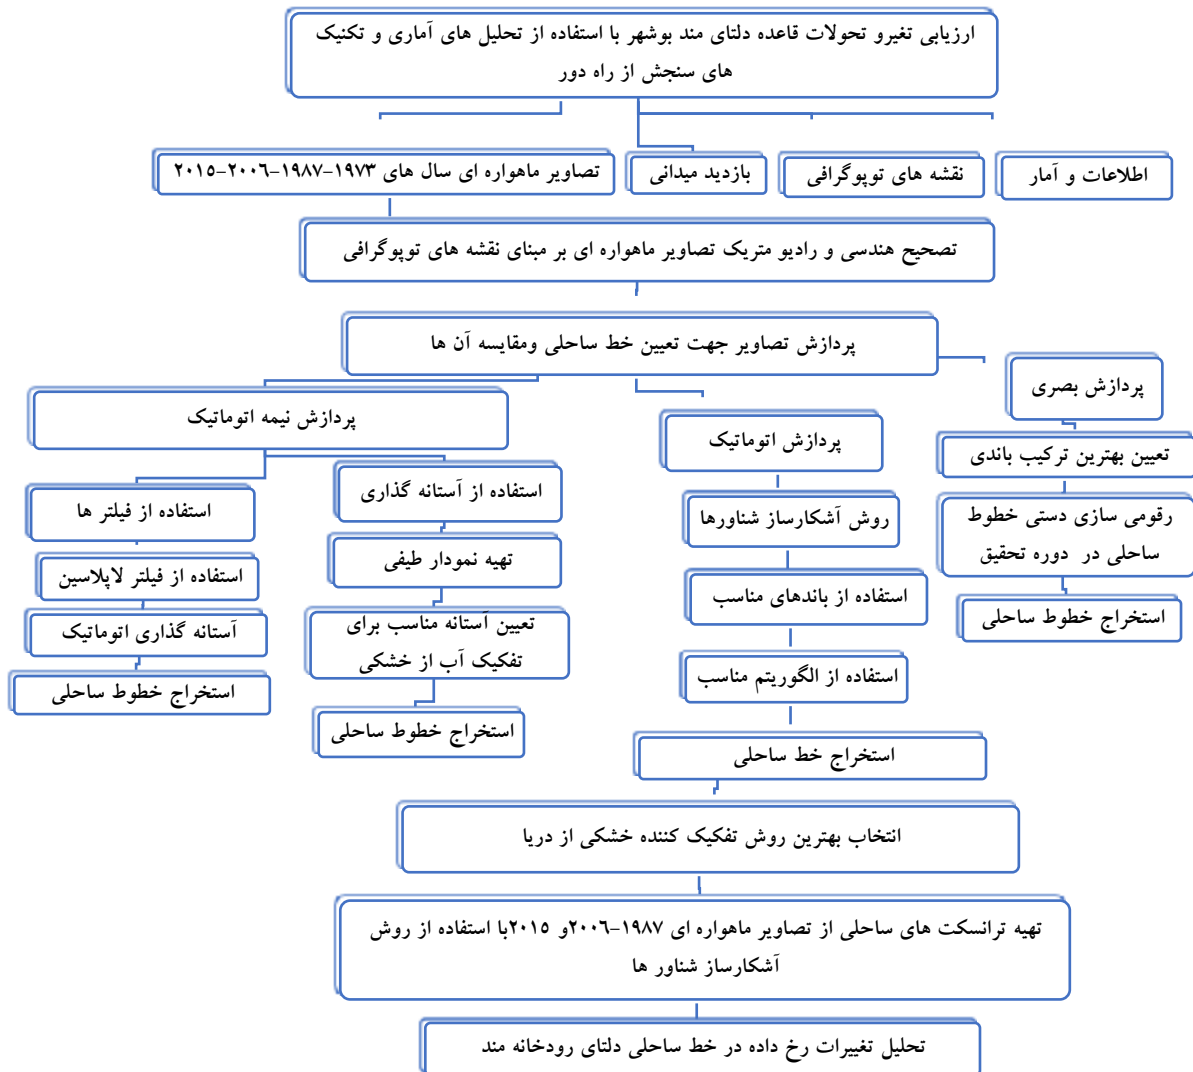 ارزیابی تغیرو تحولات قاعده دلتای مند بوشهر با استفاده از تحلیل های آماری و تکنیک
های سنجش از راه دور
اطلاعات و آمار
نقشه های توپوگرافی
بازدید میدانی
تصاویر ماهواره ای سال های ۱۹۷۳-۱۹۸۷-۲۰۰۶-۲۰۱۵
تصحیح هندسی و رادیو متریک تصاویر ماهواره ای بر مبنای نقشه های توپوگرافی
پردازش تصاویر جهت تعیین خط ساحلی ومقایسه آن ها
پردازش بصری
تعیین بهترین ترکیب باندی
رقومی سازی دستی خطوط
ساحلی در دوره تحقیق
استخراج خطوط ساحلی
پردازش اتوماتیک
روش آشکارساز شناورها
استفاده از باندهای مناسب
استفاده از الگوریتم مناسب
استخراج خط ساحلی
پردازش نیمه اتوماتیک
استفاده از آستانه گذاری
تهیه نمودار طیفی
تعیین آستانه مناسب برای
تفکیک آب از خشکی
استخراج خطوط ساحلی
استفاده از فیلتر ها
استفاده از فیلتر لاپلاسین
آستانه گذاری اتوماتیک
استخراج خطوط ساحلی
انتخاب بهترین روش تفکیک کننده خشکی از دریا
تهیه ترانسکت های ساحلی از تصاویر ماهواره ای ۱۹۸۷-۲۰۰۶و ۲۰۱۵با استفاده از روش
آشکارساز شناور ها
تحلیل تغییرات رخ داده در خط ساحلی دلتای رودخانه مند